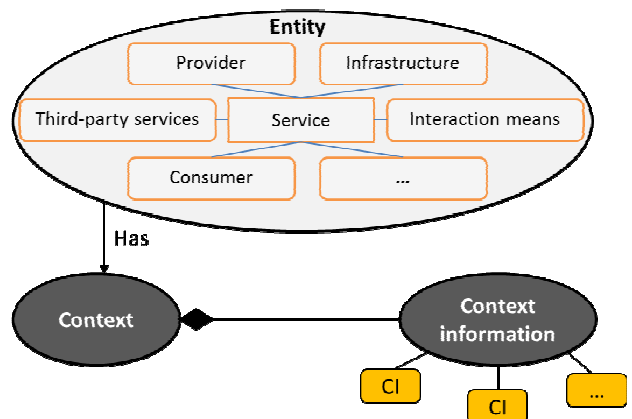 Entity
Provider
Infrastructure
Third-party services
Service
Interaction means
Consumer
...
Has
Context
Context
information
CI
CI
...